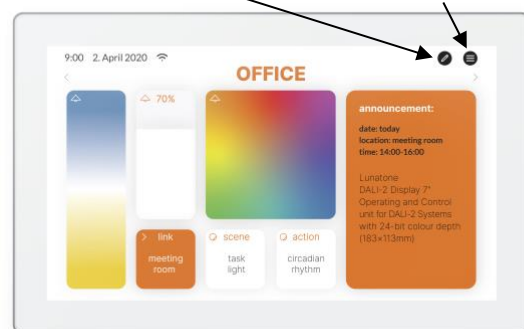 9:00 2. April 2020
OFFICE
70%
announcement:
date: today
location: meeting room
time: 14:00-16:00
Lunatone
DALI-2 Display 7"
Operating and Control
unit for DALI-2 Systems
with 24-bit colour depth
(183×113mm)
link
meeting
room
scene
task
light
action
circadian
rhythm